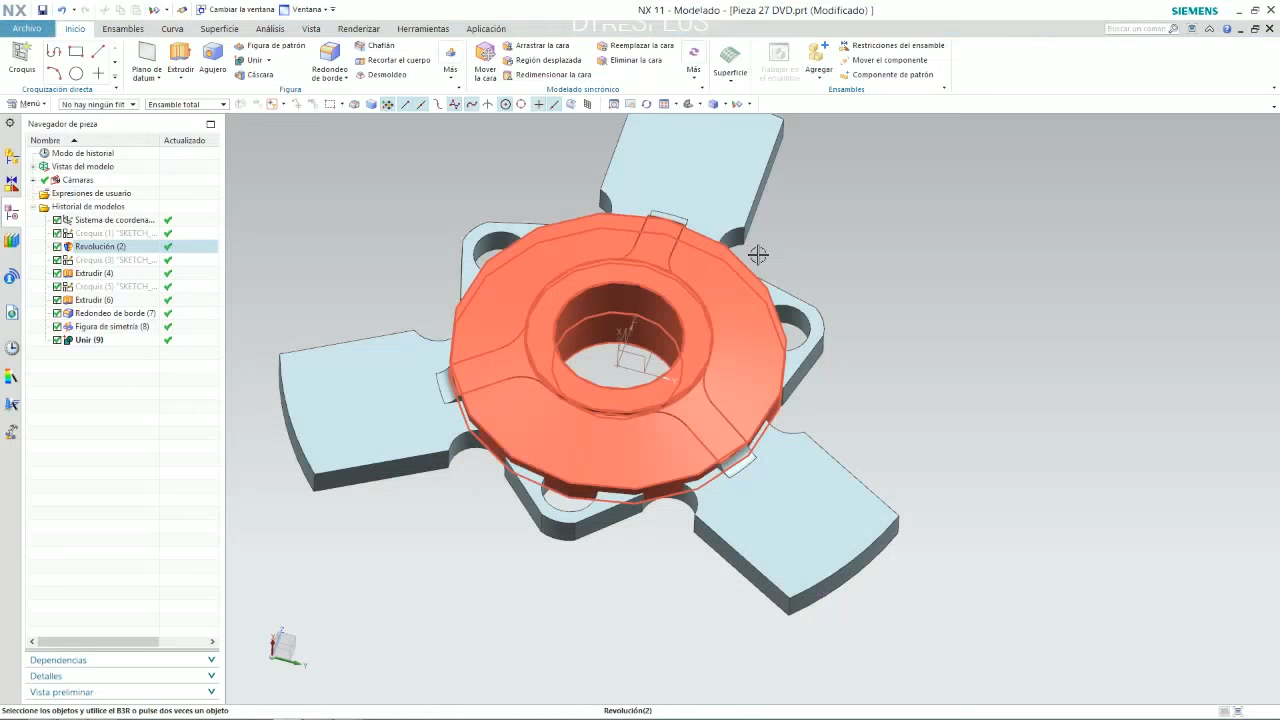 NX
Cambiar la ventana
Ventana
NX 11 - Modelado - [Pieza 27 DVD.prt (Modificado) ]
DTRESPLUS
SIEMENS
Archivo
Inicio
Ensambles
Curva
Superficie
Análisis
Vista
Renderizar
Herramientas
Aplicación
Buscar un coman
Croquis
Croquización directa
Plano de datum
Extrudir
Agujero
Figura de patrón
Unir
Cáscara
Redondeo de borde
Chaflán
Recortar el cuerpo
Desmoldeo
Más
Figura
Mover la cara
Arrastrar la cara
Región desplazada
Redimensionar la cara
Reemplazar la cara
Eliminar la cara
Más
Modelado sincrónico
Superficie
Trabajar en el ensamble
Agregar
Restricciones del ensamble
Mover el componente
Componente de patrón
Ensambles
Menú
No hay ningún filt
Ensamble total
Navegador de pieza
Nombre
Actualizado
Modo de historial
Vistas del modelo
Cámaras
Expresiones de usuario
Historial de modelos
Sistema de coordena...
Croquis (1) "SKETCH_...
Revolución (2)
Croquis (3) "SKETCH_...
Extrudir (4)
Croquis (5) "SKETCH_...
Extrudir (6)
Redondeo de borde (7)
Figura de simetría (8)
Unir (9)
Z
Y
Dependencias
Detalles
Vista preliminar
Seleccione los objetos y utilice el B3R o pulse dos veces un objeto
Revolución(2)